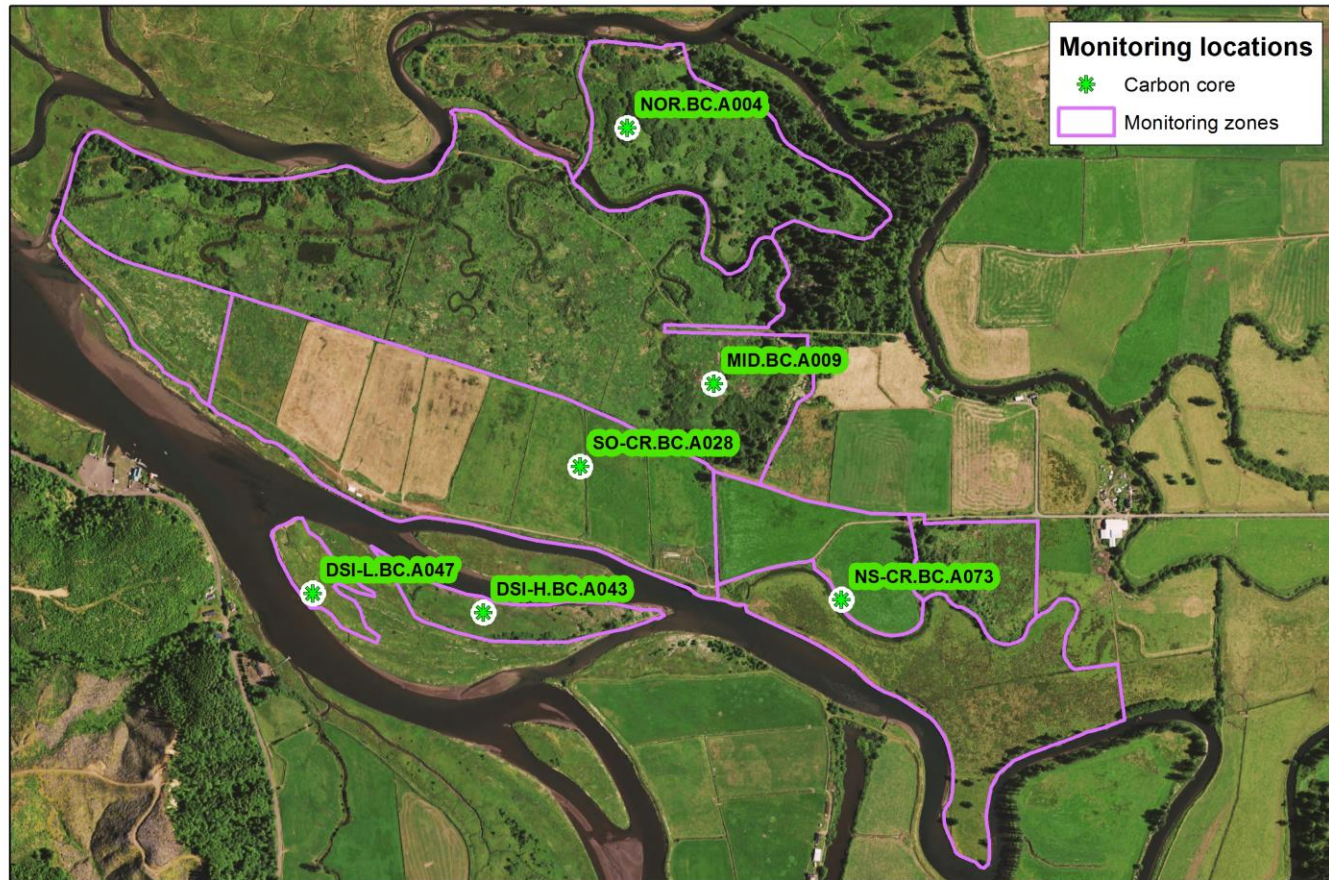 Monitoring locations
Carbon core
Monitoring zones
NOR.BC.A004
MID.BC.A009
SO-CR.BC.A028
DSI-L.BC.A047
DSI-H.BC.A043
NS-CR.BC.A073